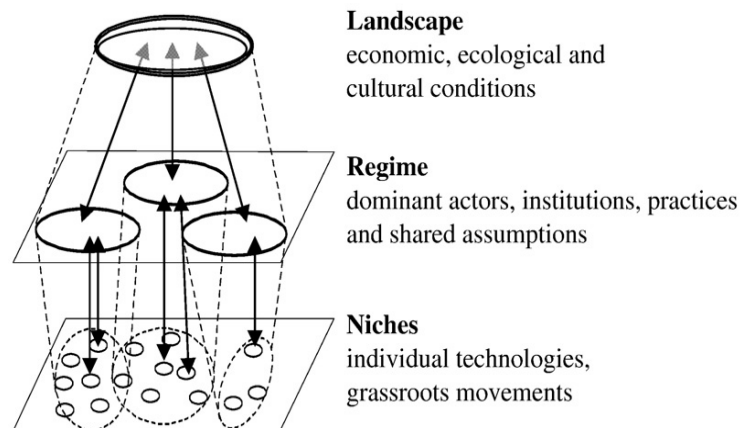 Landscape
economic, ecological and
cultural conditions
Regime
dominant actors, institutions, practices
and shared assumptions
Niches
individual technologies,
grassroots movements